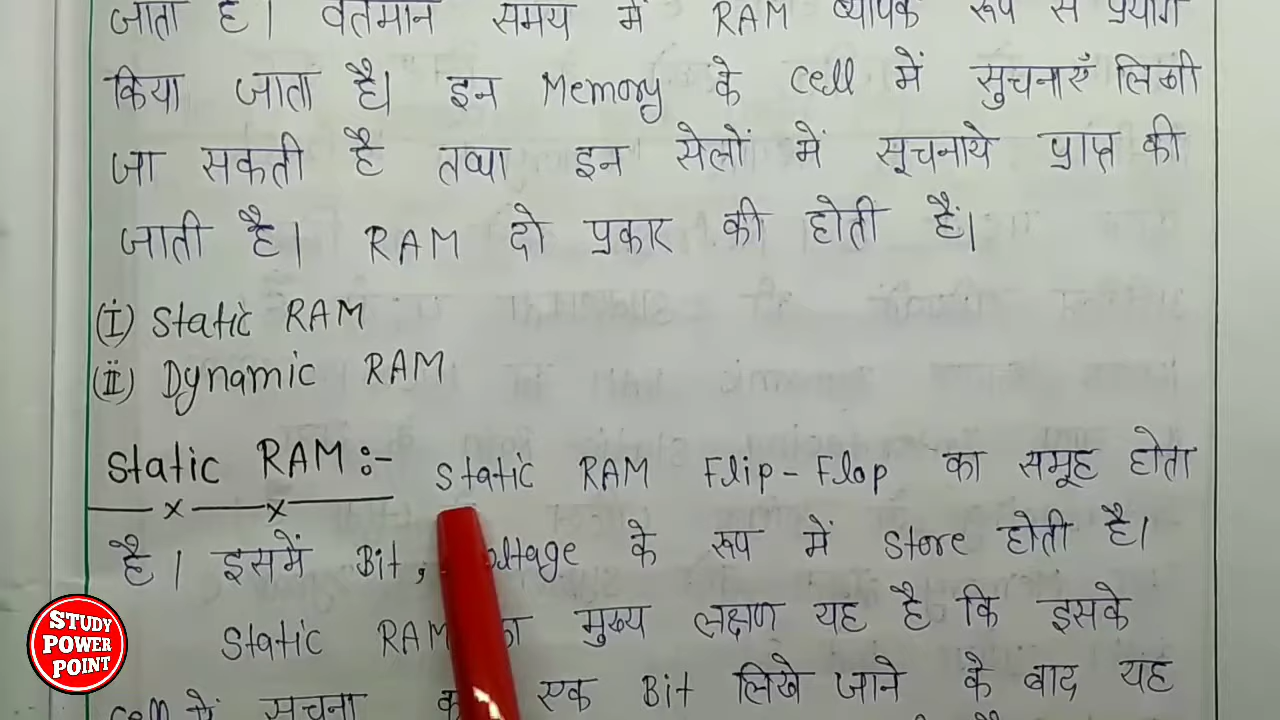 जाता है। वर्तमान समय में RAM व्यापक रूप से प्रयोग
किया जाता है। इन Memory के Cell में सुचनाएँ लिखी
जा सकती है तथा इन सेलों में सूचनाये प्राप्त की
जाती है। RAM दो प्रकार की होती हैं।
(i) Static RAM
(ii) Dynamic RAM
Static RAM:- Static RAM Flip-Flop का समूह होता
है। इसमें Bit, के रूप में Store होती है।
Static RAM का मुख्य लक्षण यह है कि इसके
Cell में सूचना एक Bit लिखे जाने के बाद यह
STUDY
POWER
POINT